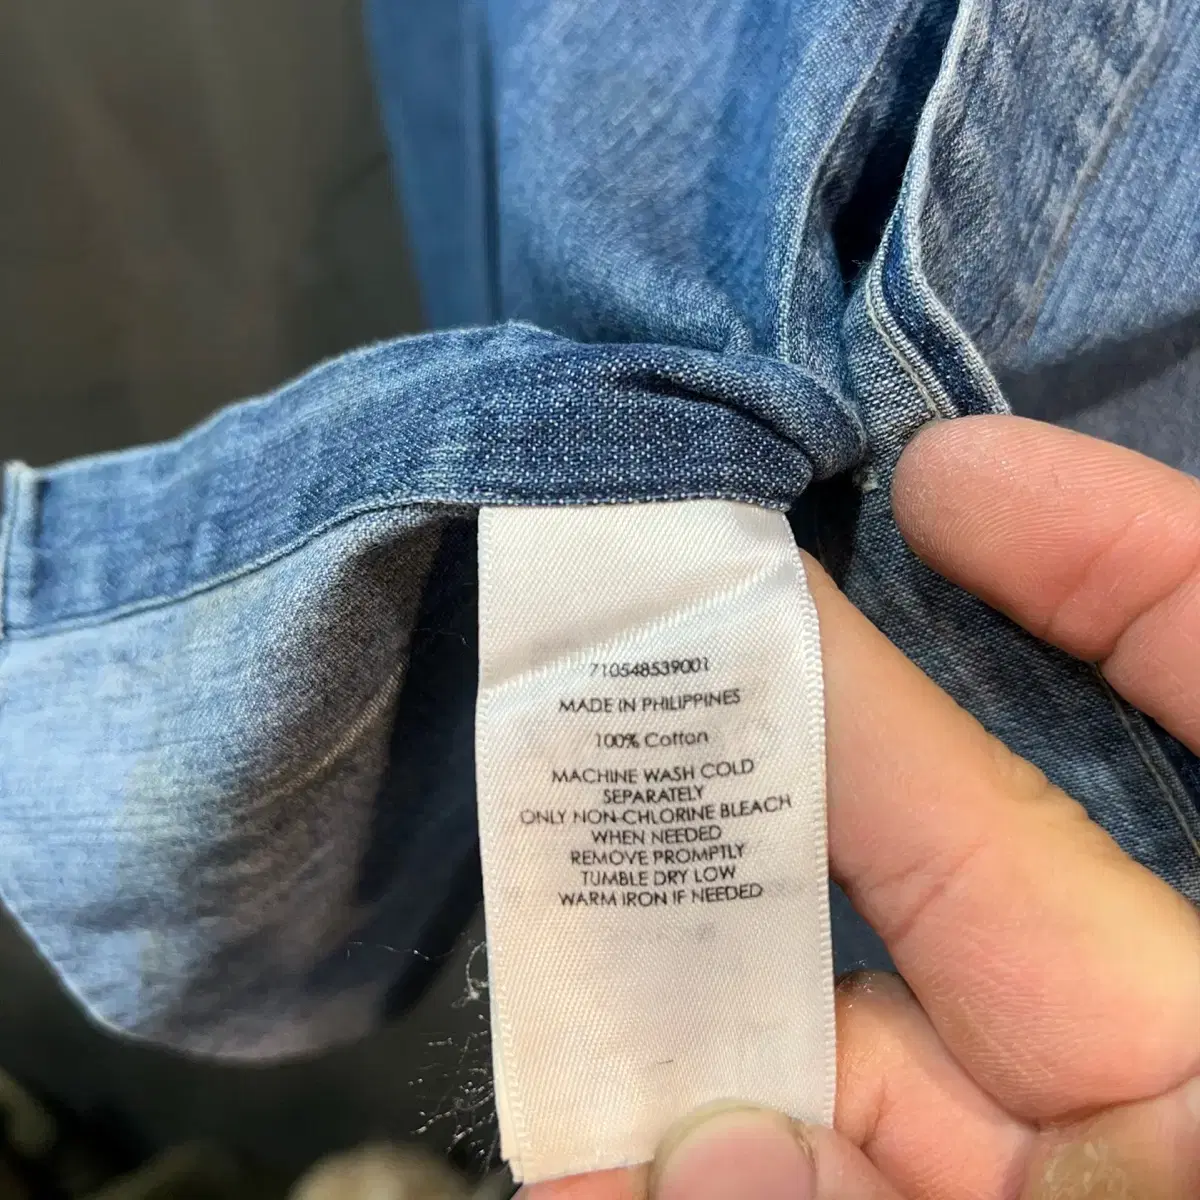 710548539001
MADE IN PHILIPPINES
100% Cotton
MACHINE WASH COLD
SEPARATELY
ONLY NON-CHLORINE BLEACH
WHEN NEEDED
REMOVE PROMPTLY
TUMBLE DRY LOW
WARM IRON IF NEEDED